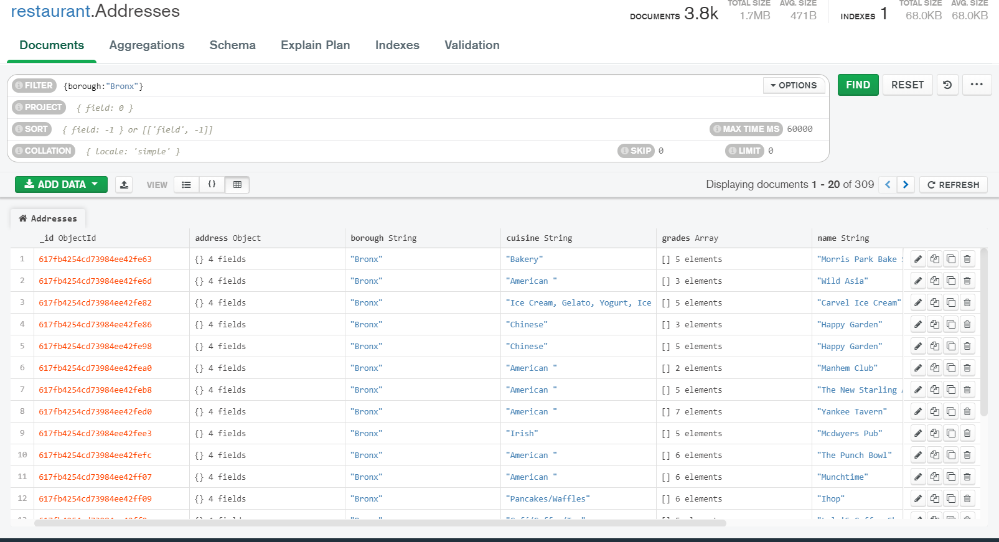 restaurant.Addresses
DOCUMENTS 3.8k TOTAL SIZE 1.7MB AVG. SIZE 471B INDEXES 1 TOTAL SIZE 68.0KB AVG. SIZE 68.0KB
Documents Aggregations Schema Explain Plan Indexes Validation
FILTER {borough:"Bronx"} OPTIONS FIND RESET
PROJECT { field: 0 }
SORT { field: -1 } or [['field', -1]] MAX TIME MS 60000
COLLATION { locale: 'simple' } SKIP 0 LIMIT 0
ADD DATA VIEW {} Displaying documents 1 - 20 of 309 REFRESH
Addresses
_id ObjectId address Object borough String cuisine String grades Array name String
1 617fb4254cd73984ee42fe63 {} 4 fields "Bronx" "Bakery" [] 5 elements "Morris Park Bake
2 617fb4254cd73984ee42fe6d {} 4 fields "Bronx" "American " [] 3 elements "Wild Asia"
3 617fb4254cd73984ee42fe82 {} 4 fields "Bronx" "Ice Cream, Gelato, Yogurt, Ice [] 5 elements "Carvel Ice Cream"
4 617fb4254cd73984ee42fe86 {} 4 fields "Bronx" "Chinese" [] 3 elements "Happy Garden"
5 617fb4254cd73984ee42fe98 {} 4 fields "Bronx" "Chinese" [] 5 elements "Happy Garden"
6 617fb4254cd73984ee42fea0 {} 4 fields "Bronx" "American " [] 2 elements "Manhem Club"
7 617fb4254cd73984ee42feb8 {} 4 fields "Bronx" "American " [] 5 elements "The New Starling
8 617fb4254cd73984ee42fed0 {} 4 fields "Bronx" "American " [] 7 elements "Yankee Tavern"
9 617fb4254cd73984ee42fee3 {} 4 fields "Bronx" "Irish" [] 5 elements "Mcdwyers Pub"
10 617fb4254cd73984ee42fefc {} 4 fields "Bronx" "American " [] 6 elements "The Punch Bowl"
11 617fb4254cd73984ee42ff07 {} 4 fields "Bronx" "American " [] 6 elements "Munchtime"
12 617fb4254cd73984ee42ff09 {} 4 fields "Bronx" "Pancakes/Waffles" [] 6 elements "Ihop"